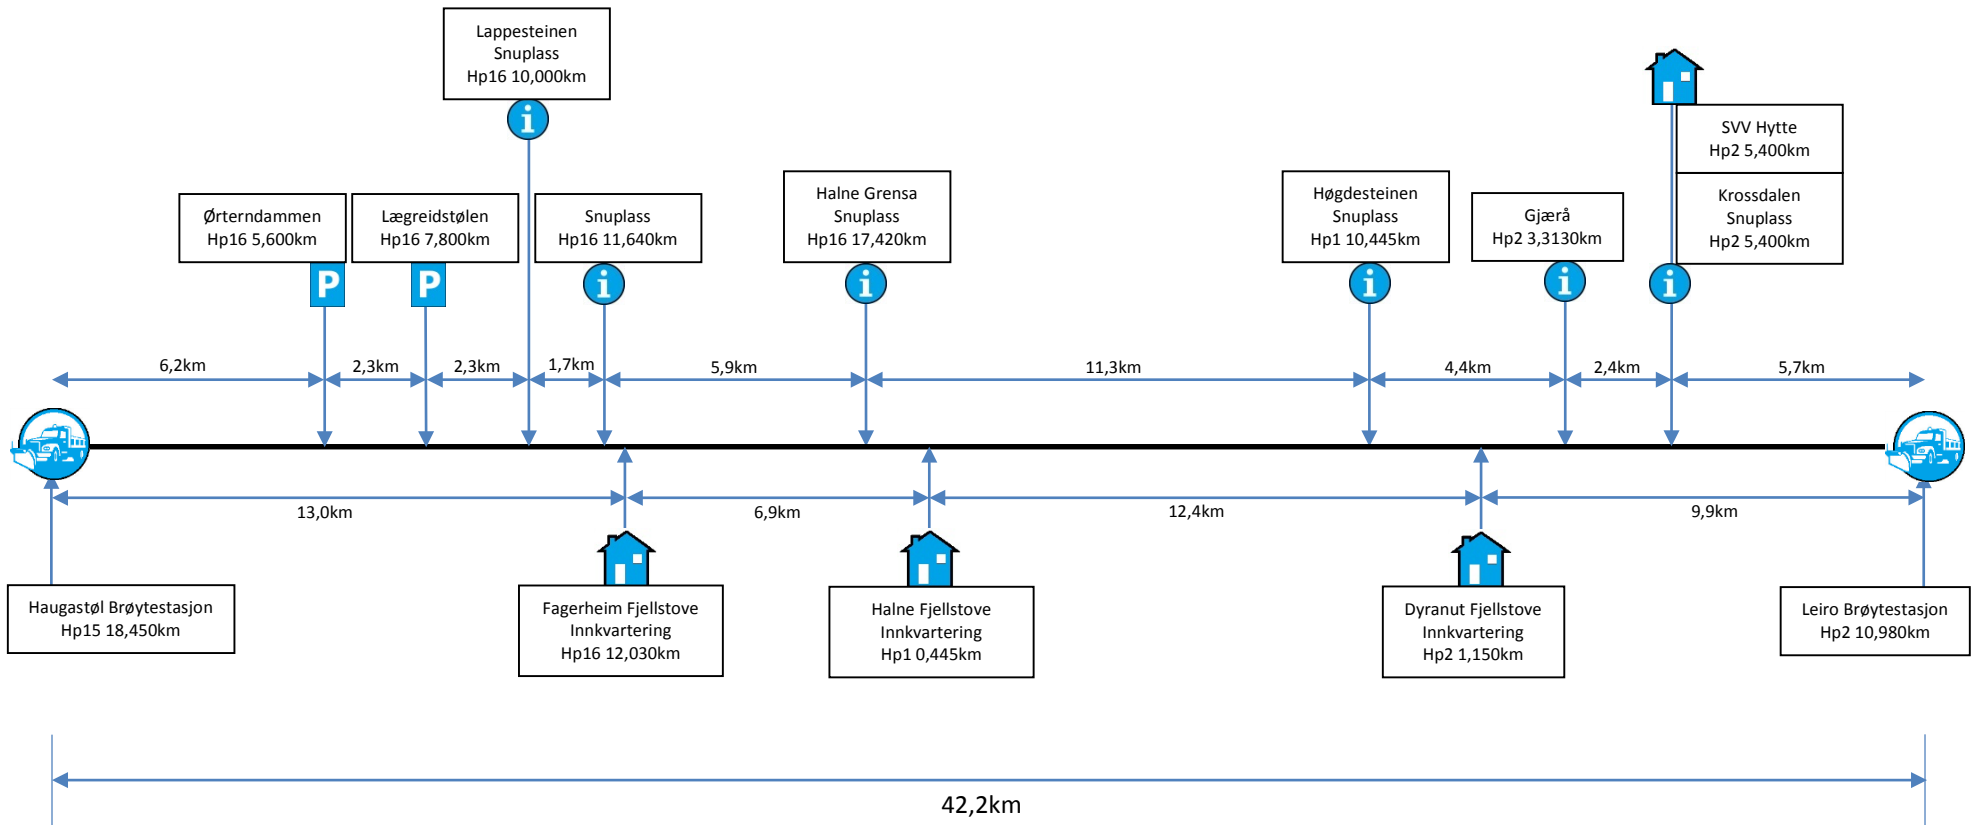 Lappesteinen
Snuplass
Hp16 10,000km
SVV Hytte
Hp2 5,400km
Ørterndammen
Hp16 5,600km
Lægreidstølen
Hp16 7,800km
Snuplass
Hp16 11,640km
Halne Grensa
Snuplass
Hp16 17,420km
Høgdesteinen
Snuplass
Hp1 10,445km
Gjærå
Hp2 3,3130km
Krossdalen
Snuplass
Hp2 5,400km
P
P
i
i
i
i
i
i
6,2km
2,3km
2,3km
1,7km
5,9km
11,3km
4,4km
2,4km
5,7km
13,0km
6,9km
12,4km
9,9km
Haugastøl Brøytestasjon
Hp15 18,450km
Fagerheim Fjellstove
Innkvartering
Hp16 12,030km
Halne Fjellstove
Innkvartering
Hp1 0,445km
Dyranut Fjellstove
Innkvartering
Hp2 1,150km
Leiro Brøytestasjon
Hp2 10,980km
42,2km